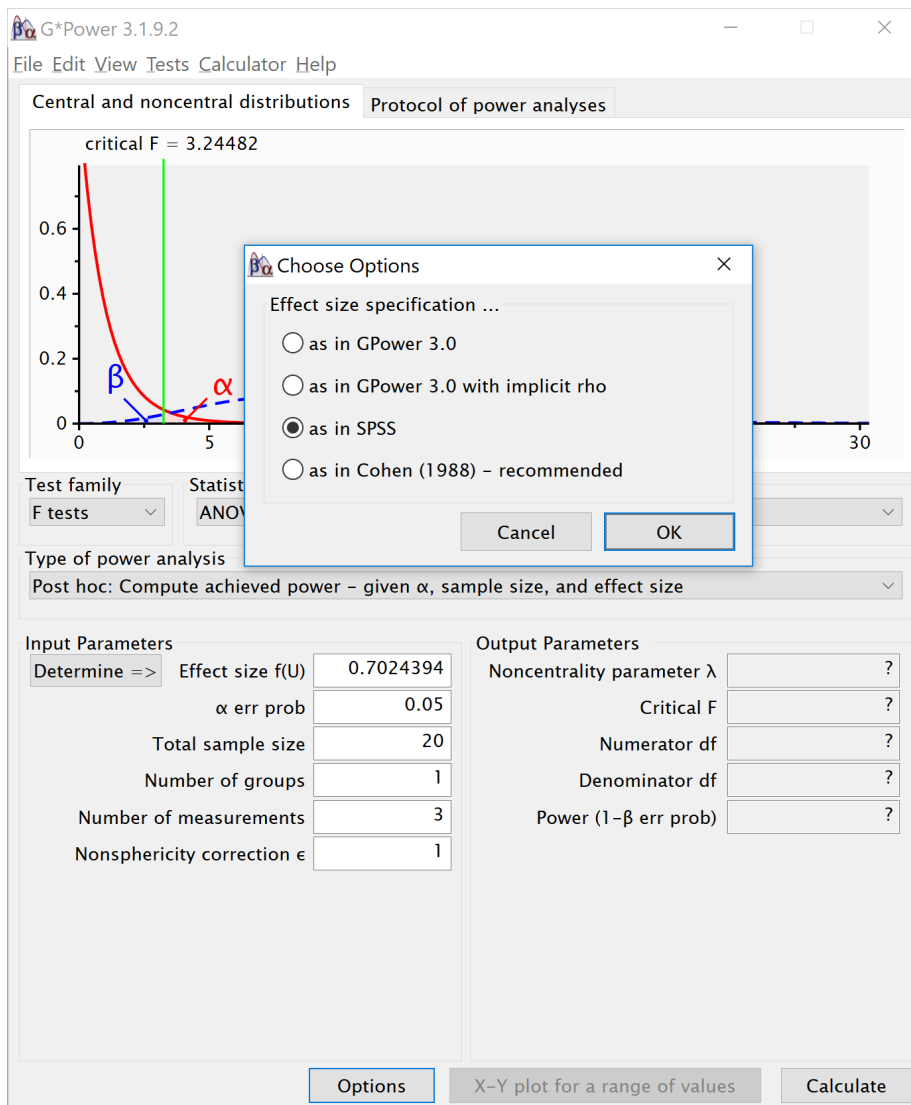 G*Power 3.1.9.2
File Edit View Tests Calculator Help
Central and noncentral distributions Protocol of power analyses
critical F = 3.24482
0.6
0.4
0.2
0
β α
0 5 30
βα Choose Options
Effect size specification ...
as in GPower 3.0
as in GPower 3.0 with implicit rho
as in SPSS
as in Cohen (1988) – recommended
Cancel OK
Test family Statist
F tests ANOV
Type of power analysis
Post hoc: Compute achieved power – given α, sample size, and effect size
Input Parameters Output Parameters
Determine => Effect size f(U) 0.7024394 Noncentrality parameter λ ?
α err prob 0.05 Critical F ?
Total sample size 20 Numerator df ?
Number of groups 1 Denominator df ?
Number of measurements 3 Power (1–β err prob) ?
Nonsphericity correction ϵ 1
Options X–Y plot for a range of values Calculate